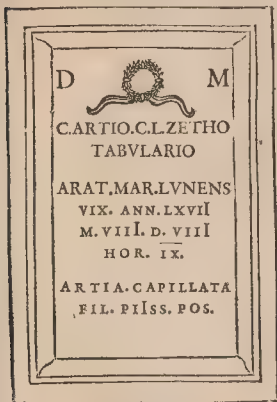 D M
C.ARTIO.C.L.ZETHO
TABVLARIO
ARAT.MAR.LVNENS
VIX. ANN.LXVII
M.VIII. D.VIII
HOR. IX.
ARTIA.CAPILLATA
FIL.PIISS.POS.